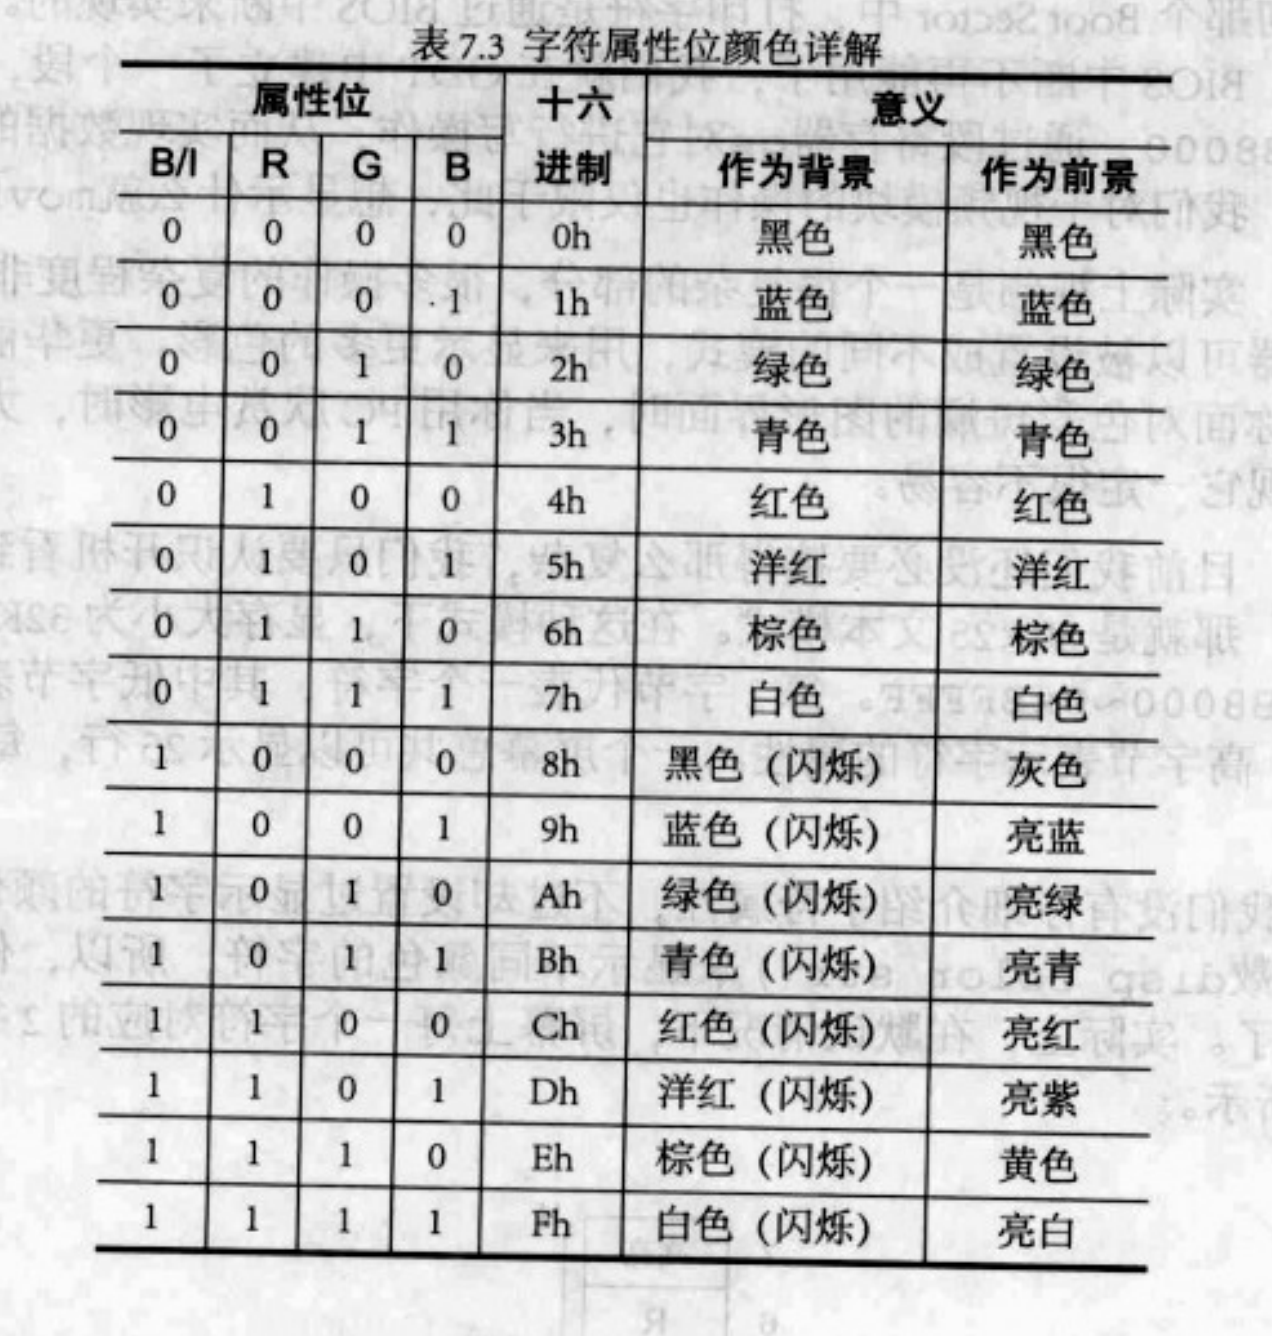 表 7.3 字符属性位颜色详解
属性位 十六进制 意义
B/I R G B 作为背景 作为前景
0 0 0 0 0h 黑色 黑色
0 0 0 1 1h 蓝色 蓝色
0 0 1 0 2h 绿色 绿色
0 0 1 1 3h 青色 青色
0 1 0 0 4h 红色 红色
0 1 0 1 5h 洋红 洋红
0 1 1 0 6h 棕色 棕色
0 1 1 1 7h 白色 白色
1 0 0 0 8h 黑色（闪烁） 灰色
1 0 0 1 9h 蓝色（闪烁） 亮蓝
1 0 1 0 Ah 绿色（闪烁） 亮绿
1 0 1 1 Bh 青色（闪烁） 亮青
1 1 0 0 Ch 红色（闪烁） 亮红
1 1 0 1 Dh 洋红（闪烁） 亮紫
1 1 1 0 Eh 棕色（闪烁） 黄色
1 1 1 1 Fh 白色（闪烁） 亮白